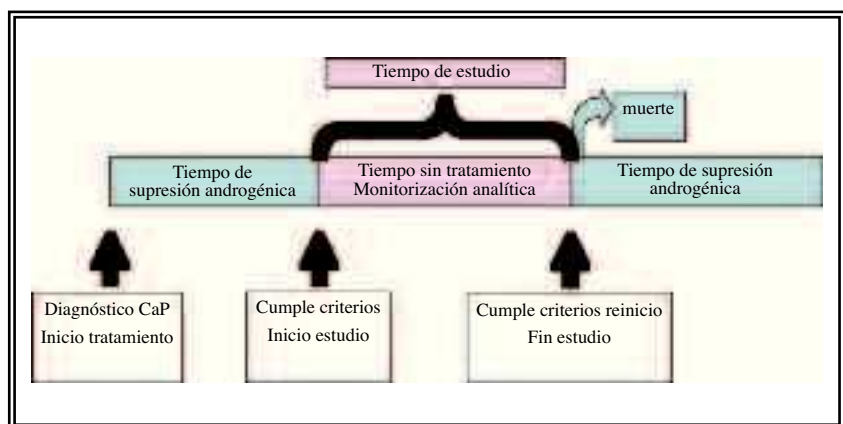 Tiempo de estudio
muerte
Tiempo de
supresión androgénica
Tiempo sin tratamiento
Monitorización analítica
Tiempo de supresión
androgénica
Diagnóstico CaP
Inicio tratamiento
Cumple criterios
Inicio estudio
Cumple criterios reinicio
Fin estudio